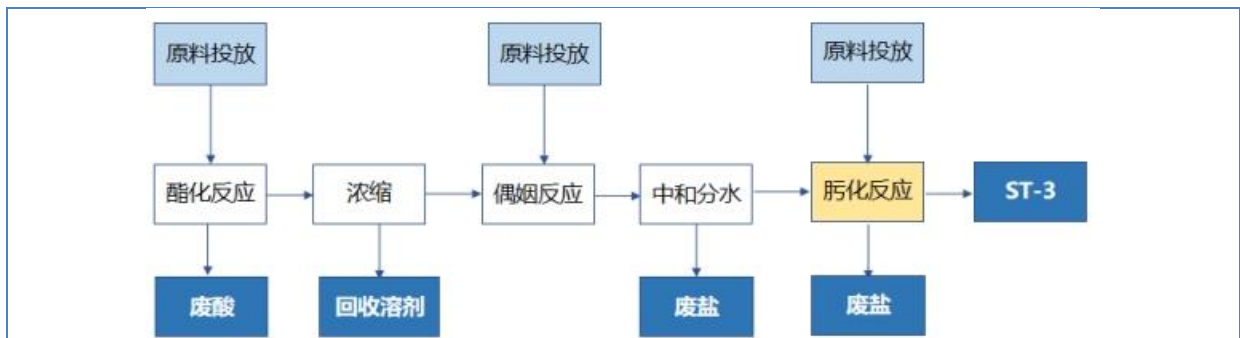 原料投放
原料投放
原料投放
酯化反应
浓缩
偶姻反应
中和分水
肟化反应
ST-3
废酸
回收溶剂
废盐
废盐